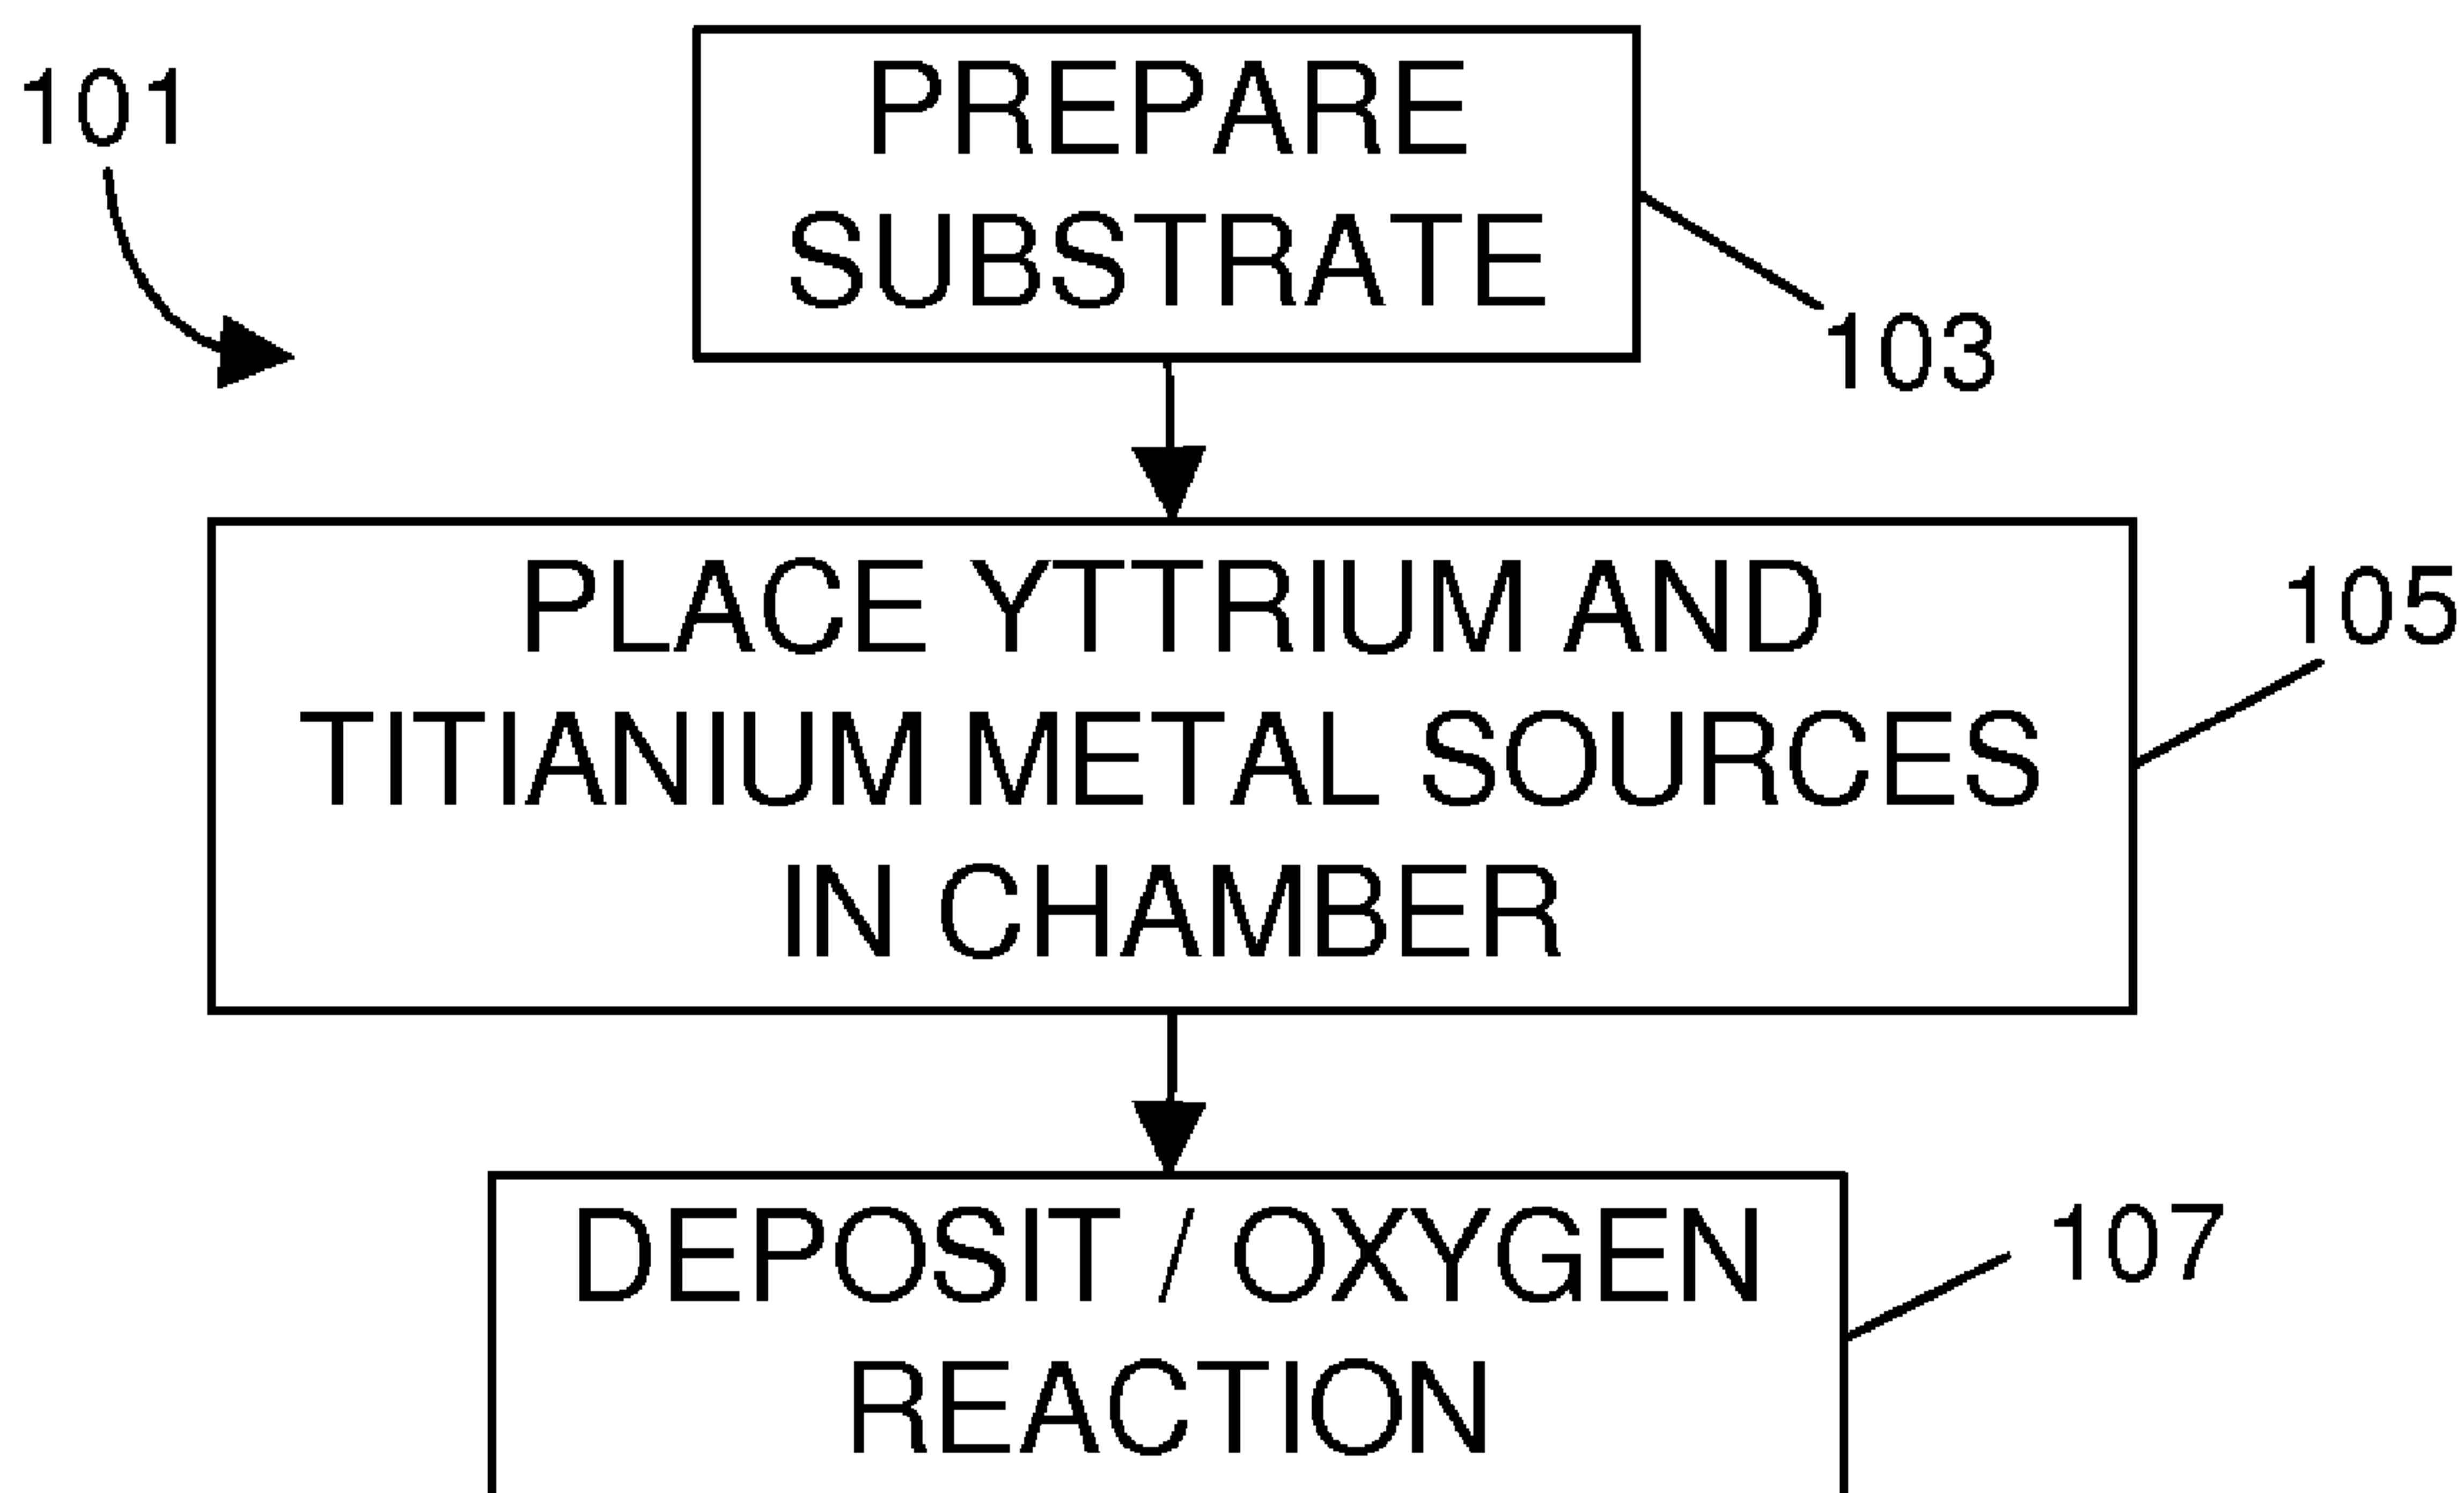 101
PREPARE
SUBSTRATE
103
PLACE YTTRIUM AND
TITIANIUM METAL SOURCES
IN CHAMBER
105
DEPOSIT / OXYGEN
REACTION
107